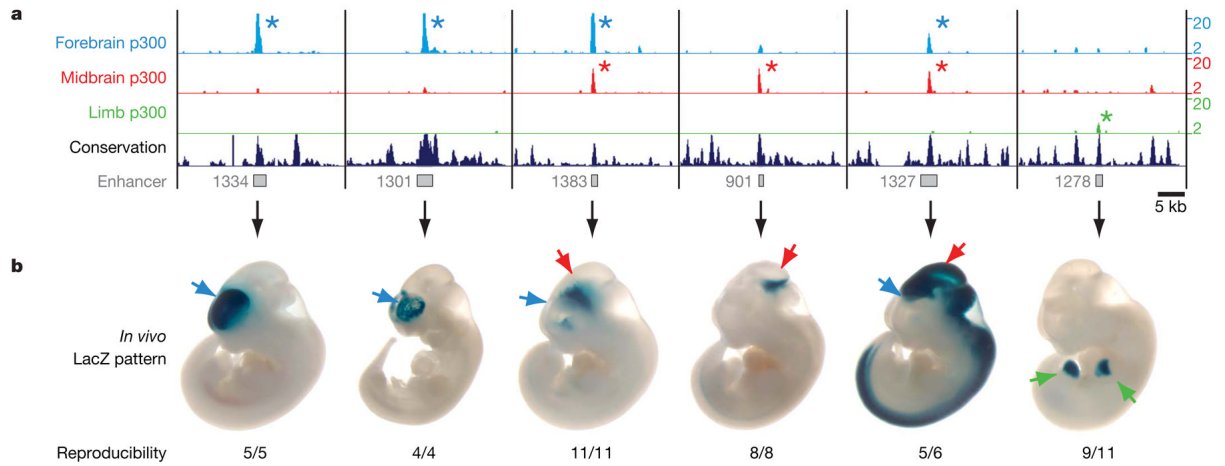 a
* * * * 20
Forebrain p300 2
* * * 20
Midbrain p300 2
20
Limb p300 * 2
Conservation
Enhancer 1334 1301 1383 901 1327 1278
5 kb
b
In vivo
LacZ pattern
Reproducibility 5/5 4/4 11/11 8/8 5/6 9/11